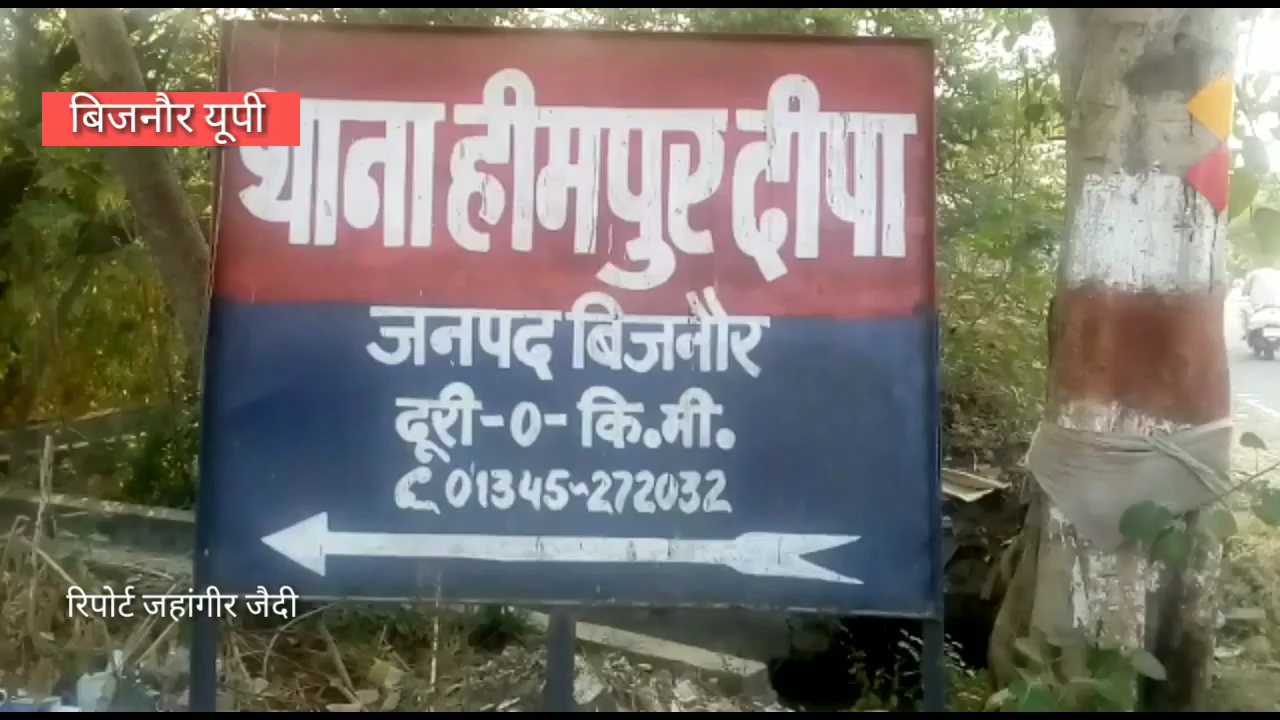 बिजनौर यूपी
थाना हीमपुर दीपा
जनपद बिजनौर
दूरी-0- कि.मी.
01345-272032
रिपोर्ट जहांगीर जैदी